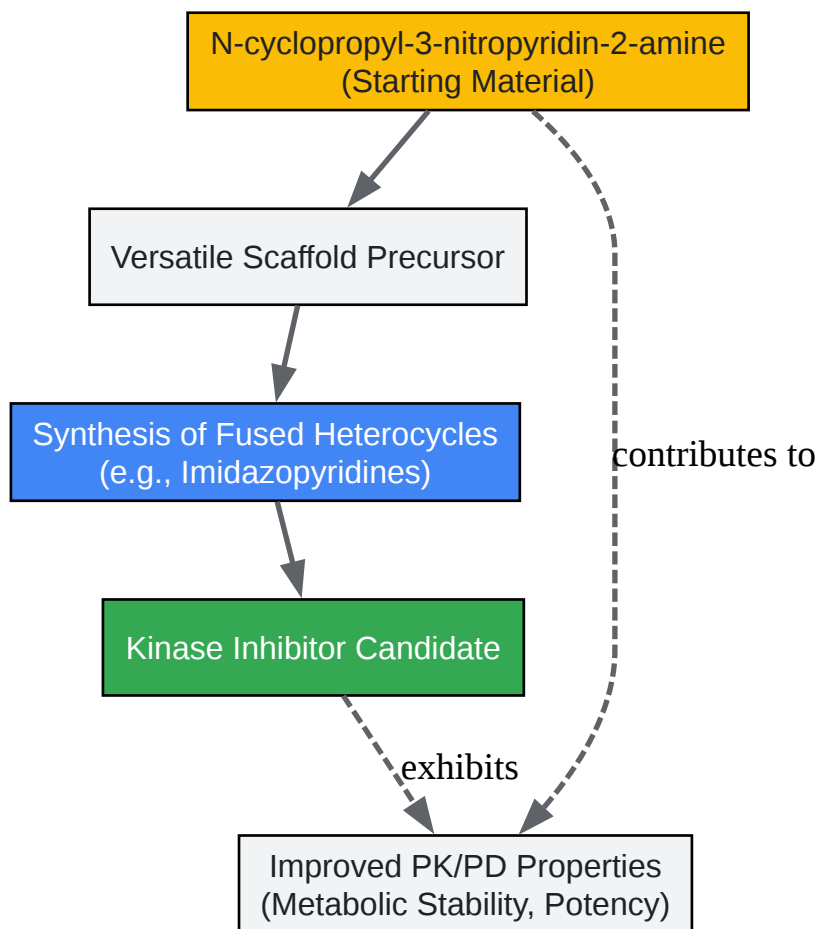 N-cyclopropyl-3-nitropyridin-2-amine
(Starting Material)
Versatile Scaffold Precursor
Synthesis of Fused Heterocycles
(e.g., Imidazopyridines)
contributes to
Kinase Inhibitor Candidate
exhibits
Improved PK/PD Properties
(Metabolic Stability, Potency)